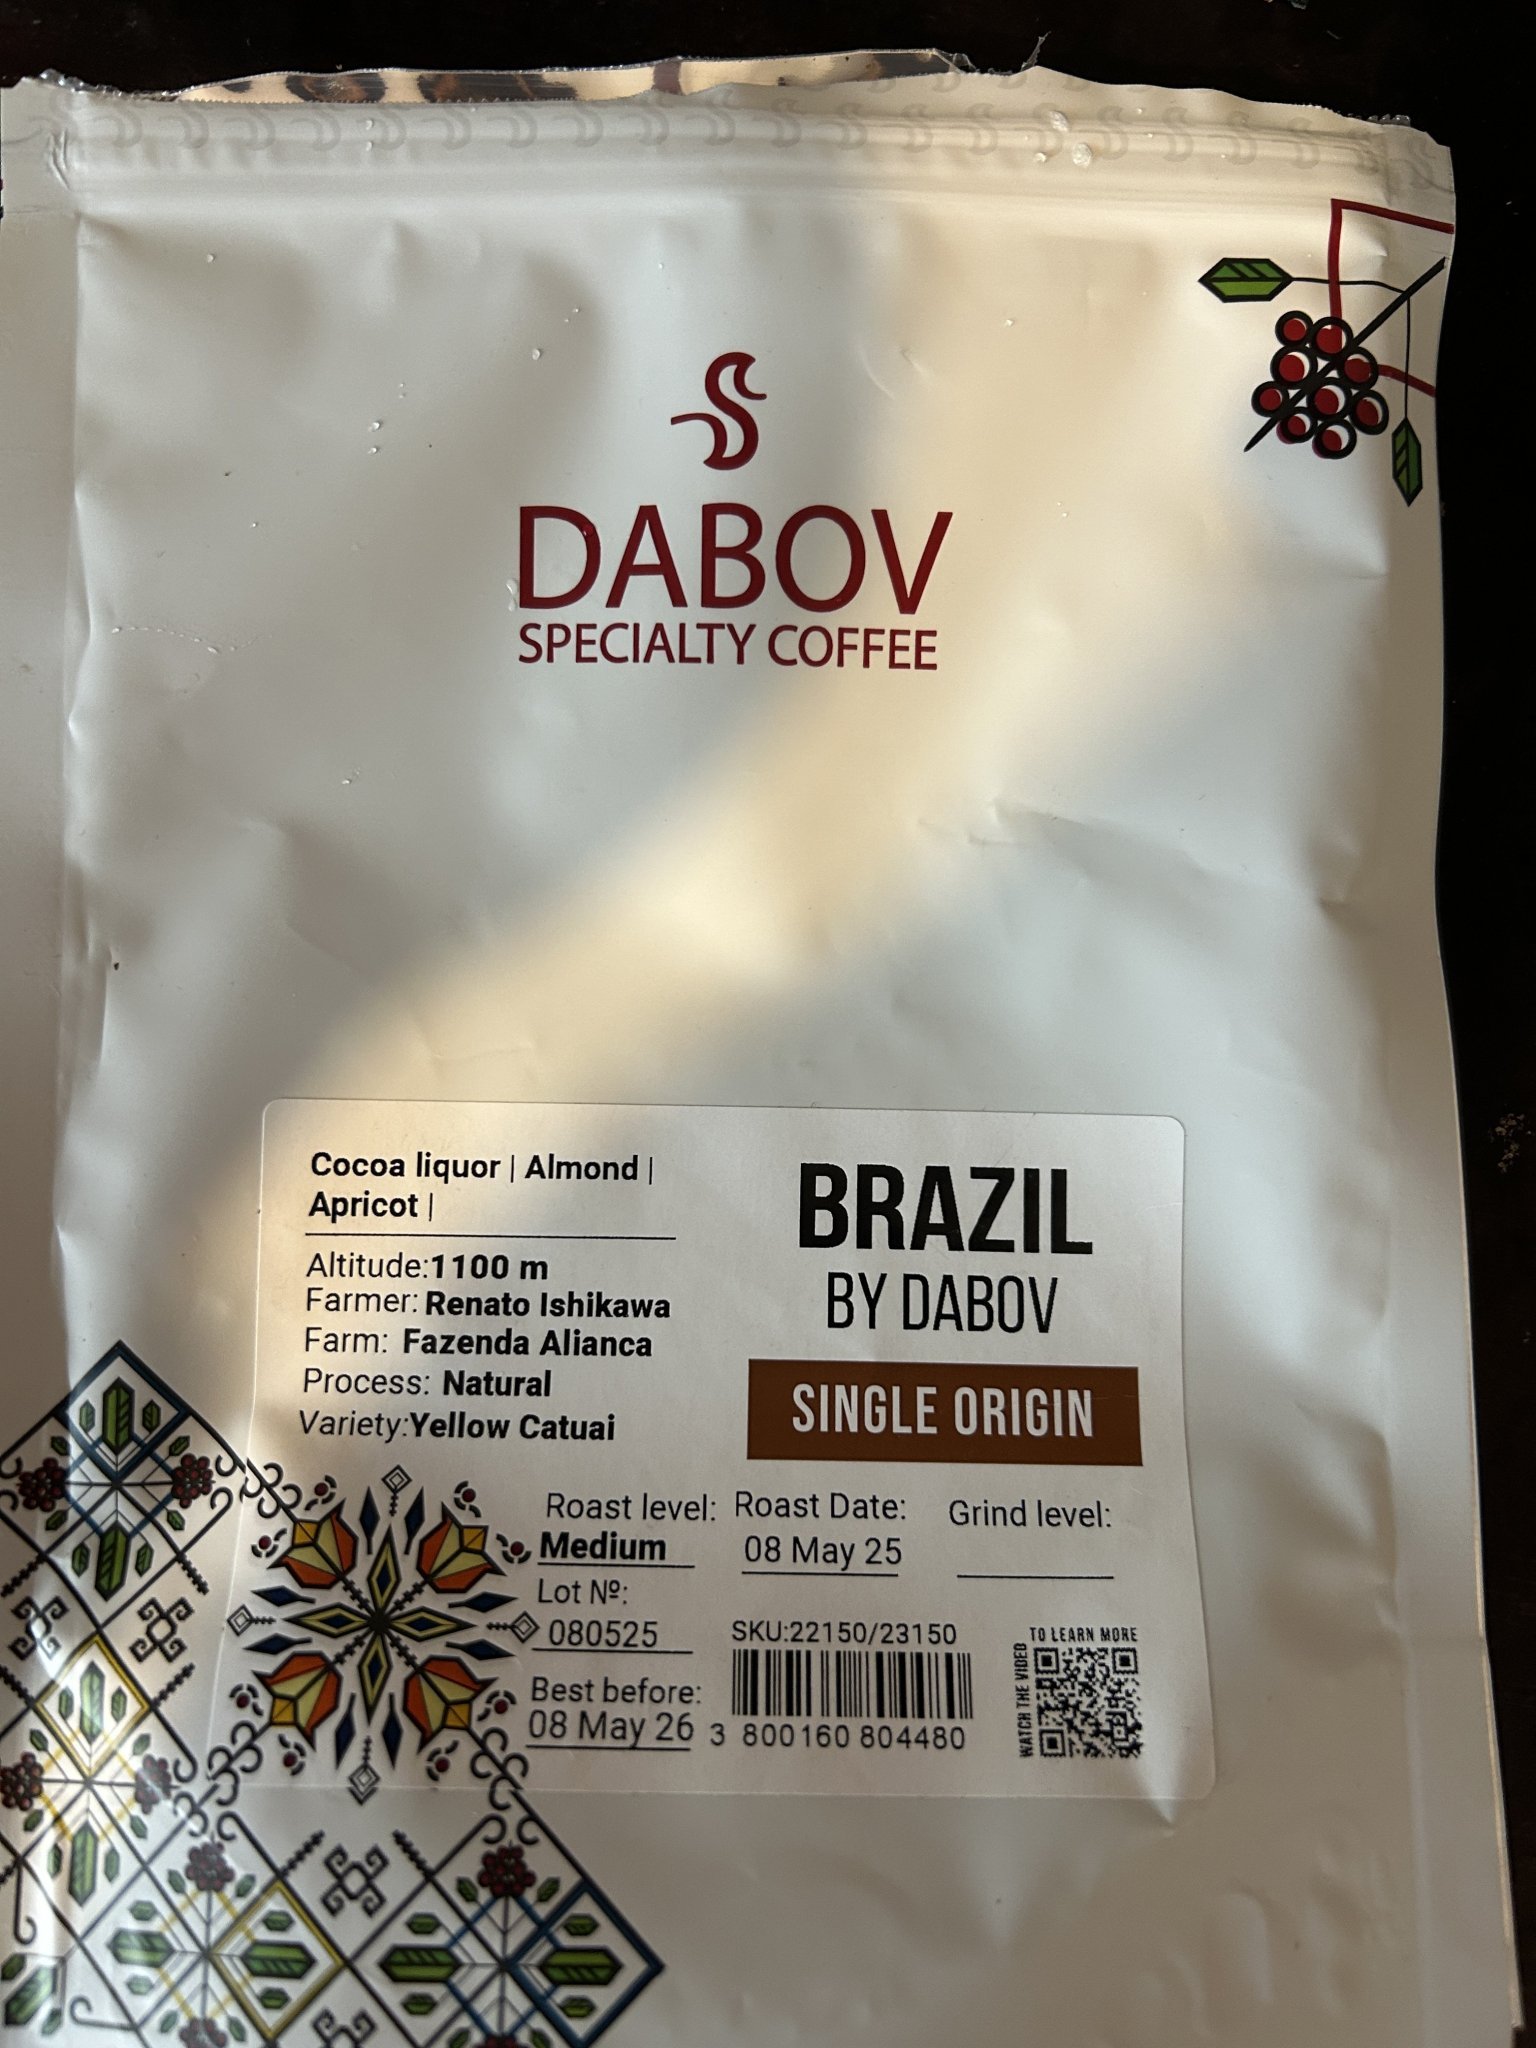 DABOV
SPECIALTY COFFEE
Cocoa liquor | Almond |
Apricot |
Altitude:1100 m
Farmer: Renato Ishikawa
Farm: Fazenda Alianca
Process: Natural
Variety:Yellow Catuai
BRAZIL
BY DABOV
SINGLE ORIGIN
Roast level:
Medium
Roast Date:
08 May 25
Grind level:
Lot №:
080525
Best before:
08 May 26
SKU:22150/23150
3 800160 804480
TO LEARN MORE
WATCH THE VIDEO